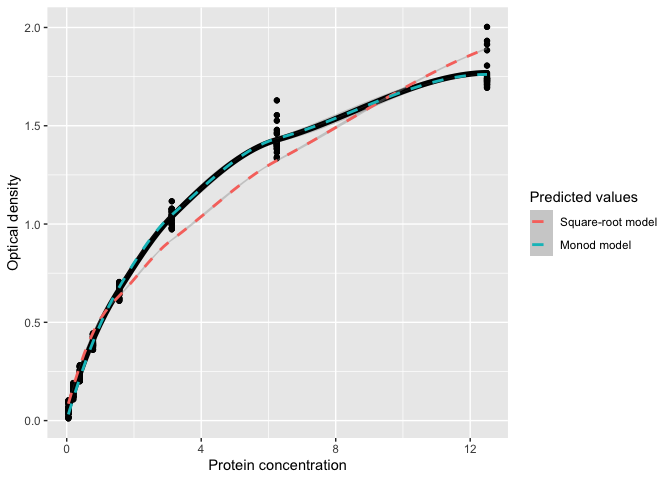 2.0
1.5
1.0
0.5
0.0
0
4
8
12
Optical density
Protein concentration
Predicted values
Square-root model
Monod model